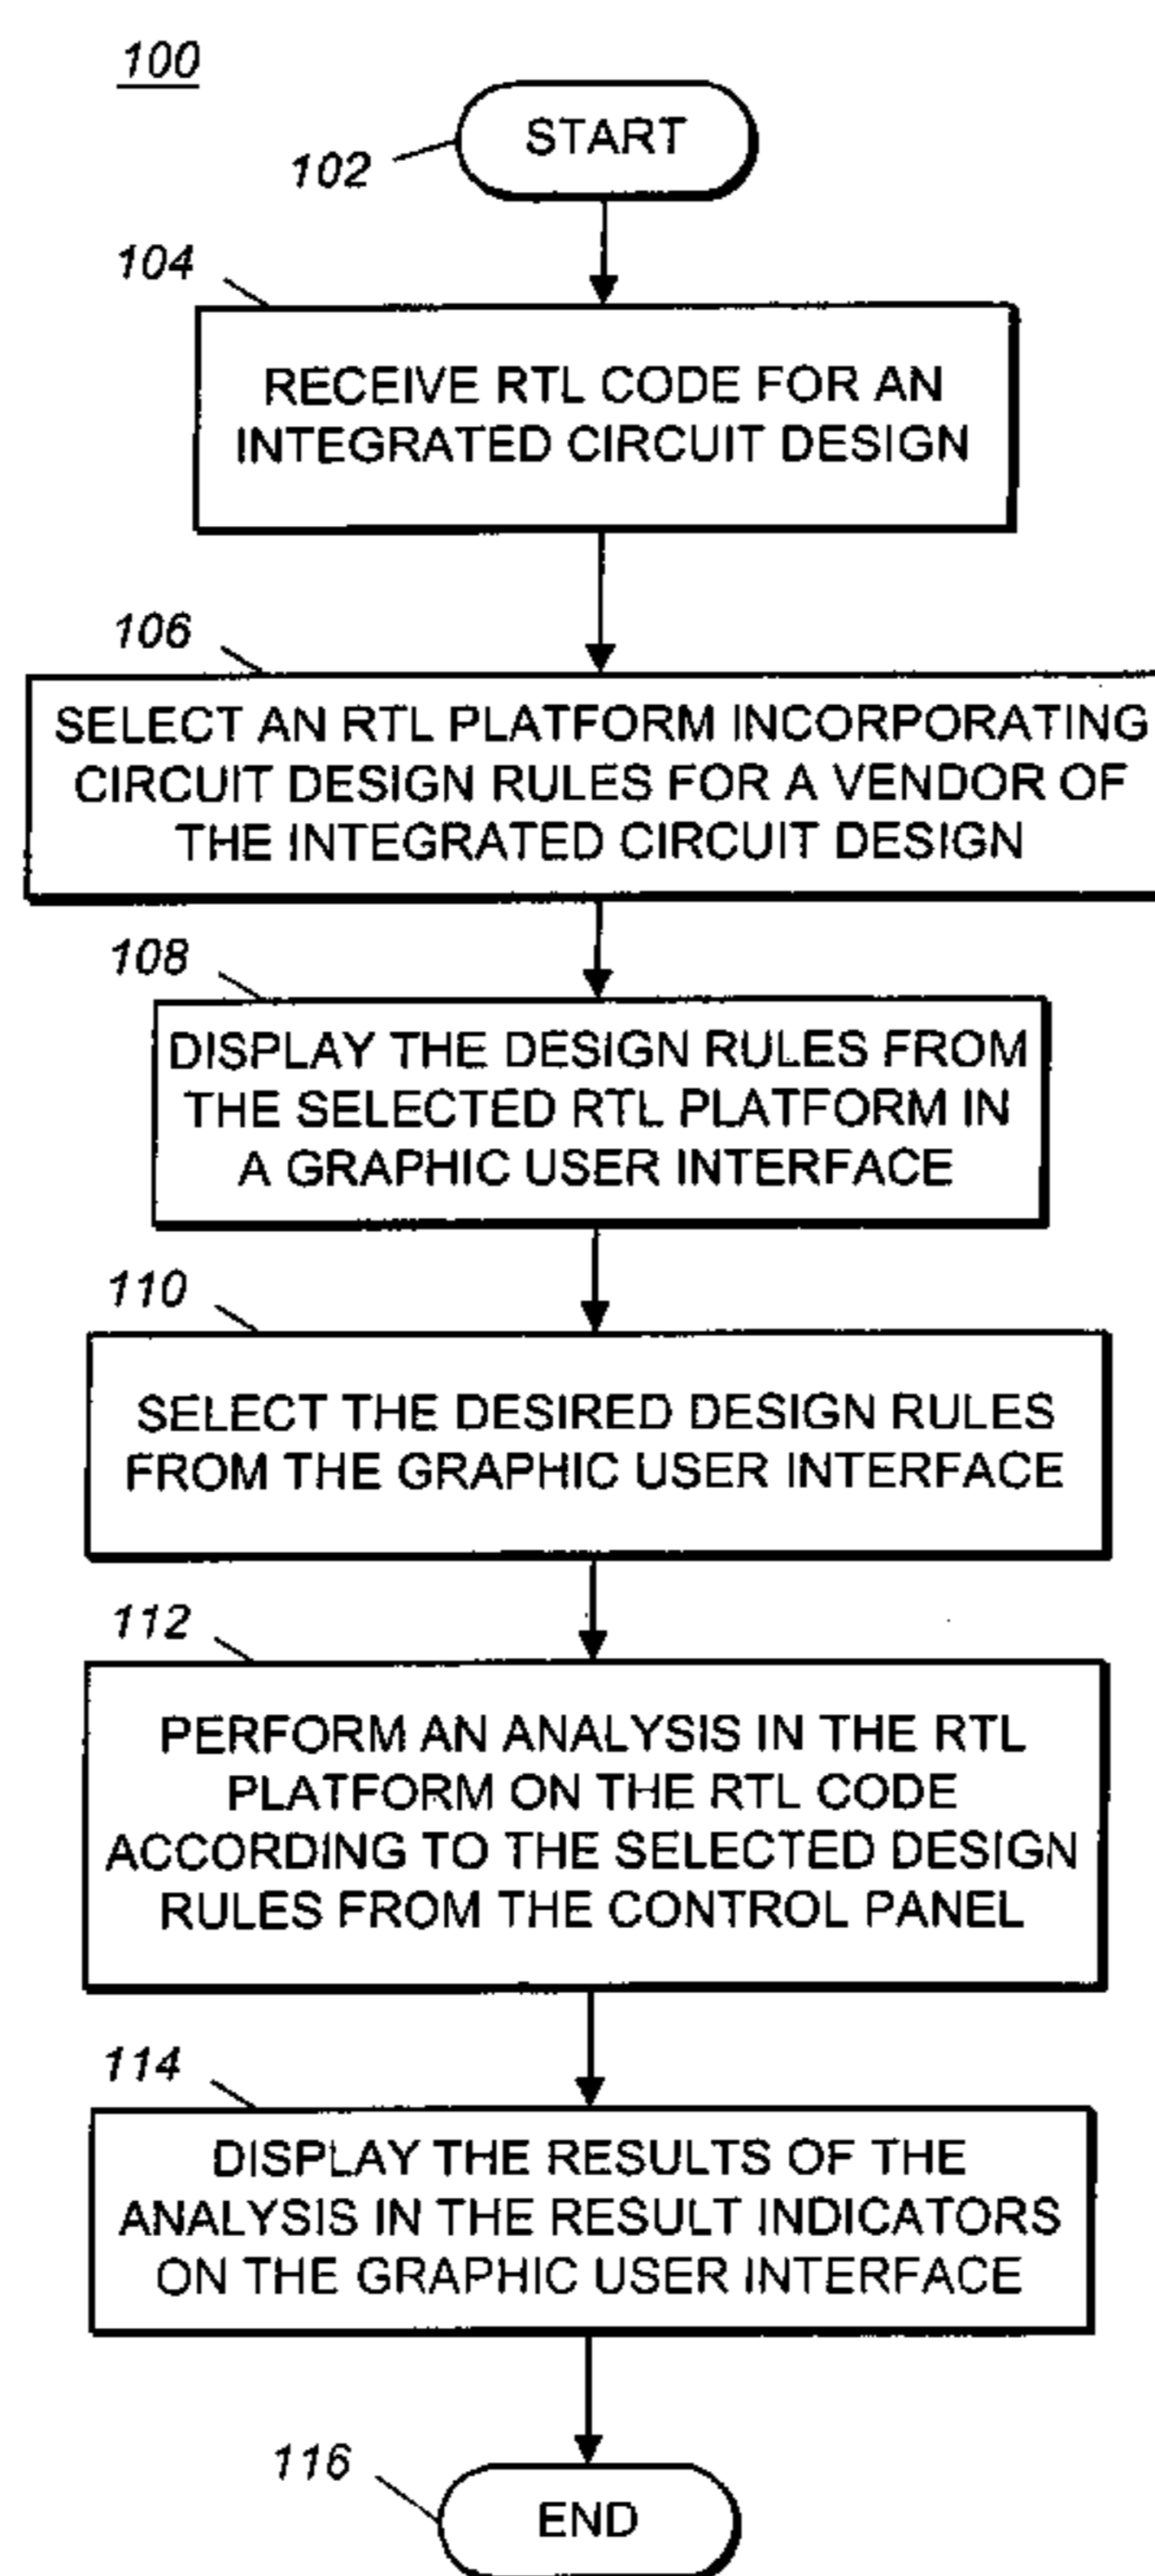 100
START
102
104
RECEIVE RTL CODE FOR AN
INTEGRATED CIRCUIT DESIGN
106
SELECT AN RTL PLATFORM INCORPORATING
CIRCUIT DESIGN RULES FOR A VENDOR OF
THE INTEGRATED CIRCUIT DESIGN
108
DISPLAY THE DESIGN RULES FROM
THE SELECTED RTL PLATFORM IN
A GRAPHIC USER INTERFACE
110
SELECT THE DESIRED DESIGN RULES
FROM THE GRAPHIC USER INTERFACE
112
PERFORM AN ANALYSIS IN THE RTL
PLATFORM ON THE RTL CODE
ACCORDING TO THE SELECTED DESIGN
RULES FROM THE CONTROL PANEL
114
DISPLAY THE RESULTS OF THE
ANALYSIS IN THE RESULT INDICATORS
ON THE GRAPHIC USER INTERFACE
116
END